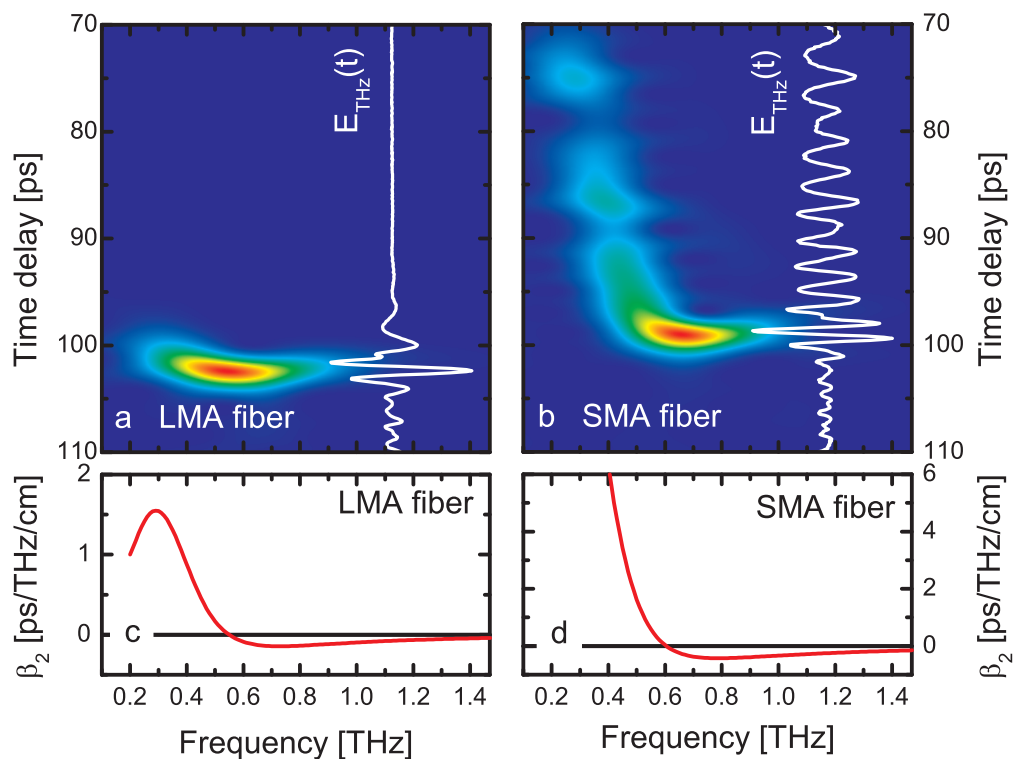 70
80
90
100
110
Time delay [ps]
E_THz(t)
a LMA fiber
70
80
90
100
110
Time delay [ps]
E_THz(t)
b SMA fiber
2
1
0
β₂ [ps/THz/cm]
LMA fiber
c
0.2 0.4 0.6 0.8 1.0 1.2 1.4
Frequency [THz]
6
4
2
0
β₂ [ps/THz/cm]
SMA fiber
d
0.2 0.4 0.6 0.8 1.0 1.2 1.4
Frequency [THz]